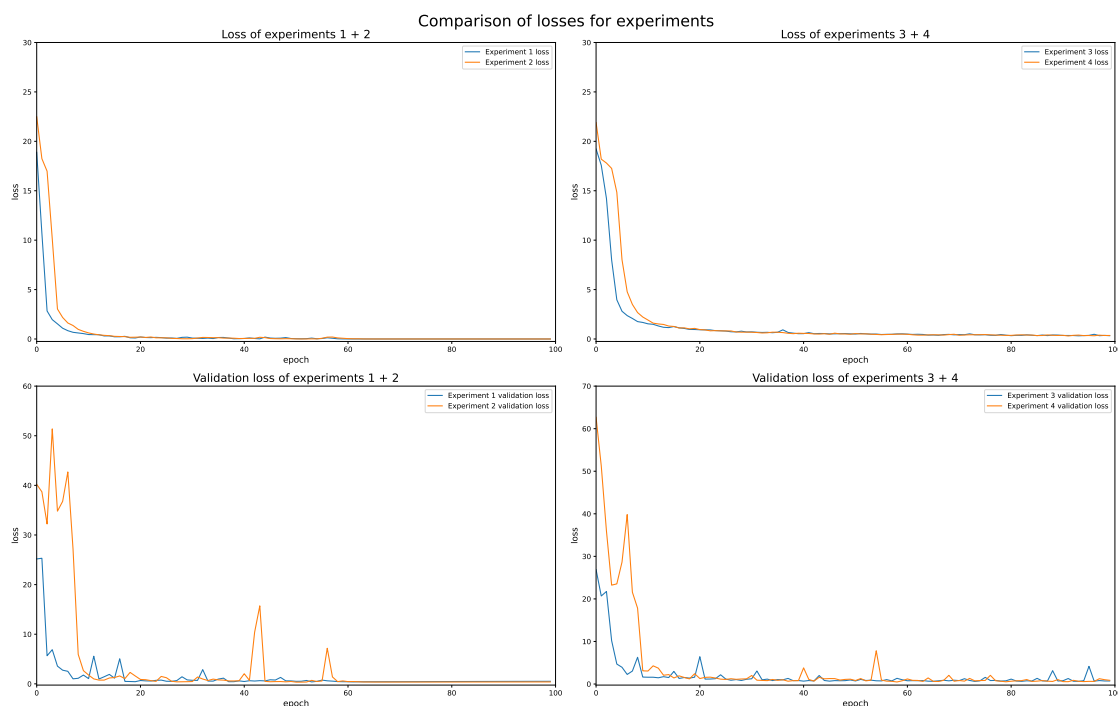 Comparison of losses for experiments
Loss of experiments 1 + 2
30
25
20
15
10
5
0
loss
0 20 40 60 80 100
epoch
Experiment 1 loss
Experiment 2 loss
Loss of experiments 3 + 4
30
25
20
15
10
5
0
loss
0 20 40 60 80 10
epoch
Experiment 3 loss
Experiment 4 loss
Validation loss of experiments 1 + 2
60
50
40
30
20
10
0
loss
0 20 40 60 80 100
epoch
Experiment 1 validation loss
Experiment 2 validation loss
Validation loss of experiments 3 + 4
70
60
50
40
30
20
10
0
loss
0 20 40 60 80 10
epoch
Experiment 3 validation loss
Experiment 4 validation loss